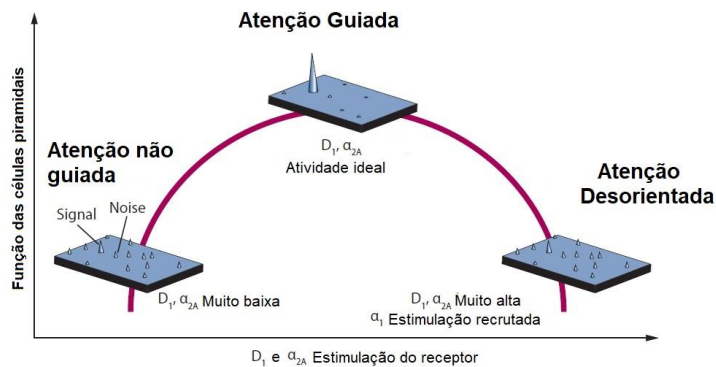 Atenção Guiada
D₁, α₂A
Atividade ideal
Atenção não
guiada
Signal
Noise
Atenção
Desorientada
D₁, α₂A Muito baixa
D₁, α₂A Muito alta
α₁ Estimulação recrutada
Função das células piramidais
D₁ e α₂A Estimulação do receptor